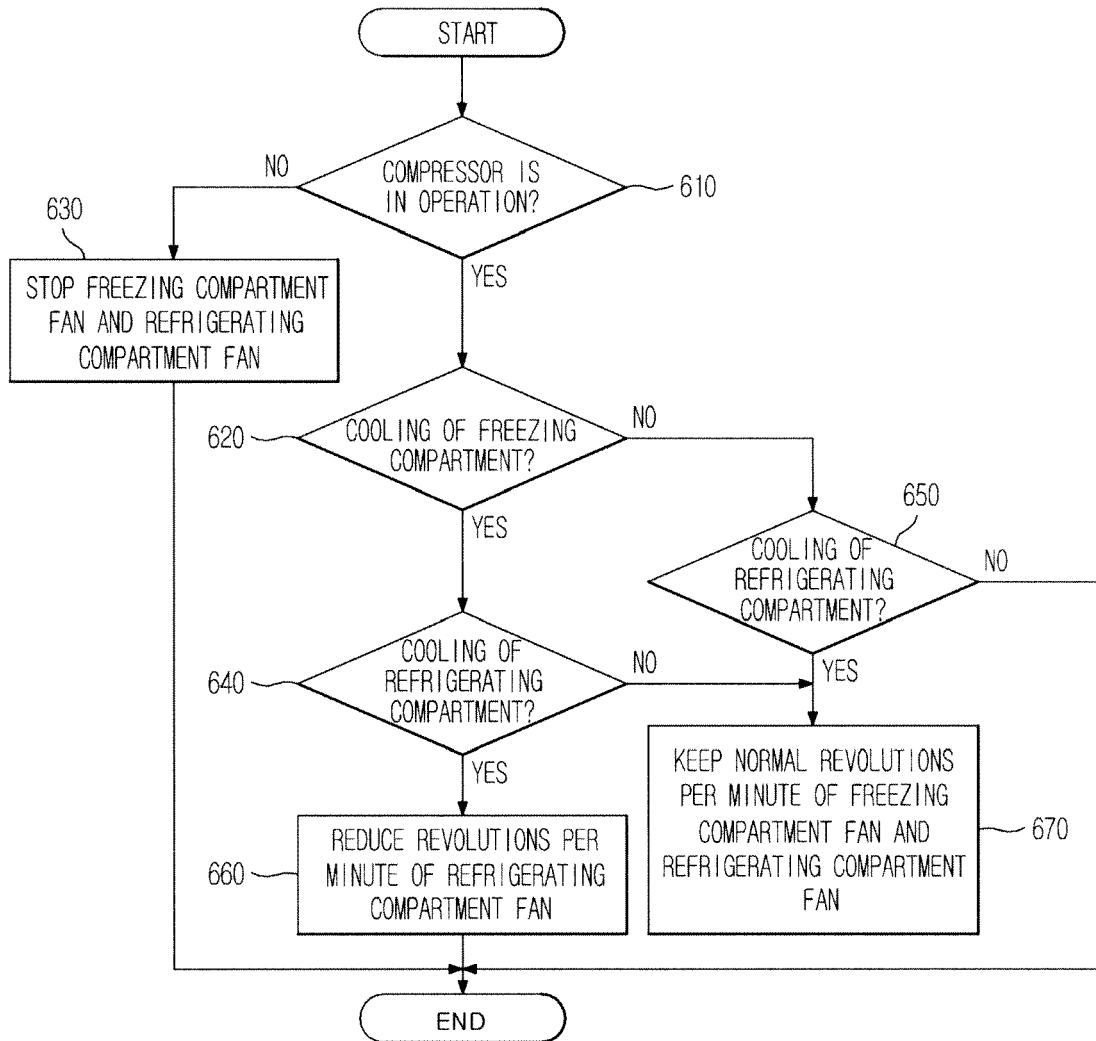 START
NO
COMPRESSOR IS
IN OPERATION?
610
630
YES
STOP FREEZING COMPARTMENT
FAN AND REFRIGERATING
COMPARTMENT FAN
620
COOLING OF FREEZING
COMPARTMENT?
NO
YES
650
COOLING OF
REFRIGERATING
COMPARTMENT?
NO
YES
640
COOLING OF
REFRIGERATING
COMPARTMENT?
NO
YES
660
REDUCE REVOLUTIONS PER
MINUTE OF REFRIGERATING
COMPARTMENT FAN
KEEP NORMAL REVOLUTIONS
PER MINUTE OF FREEZING
COMPARTMENT FAN AND
REFRIGERATING COMPARTMENT
FAN
670
END